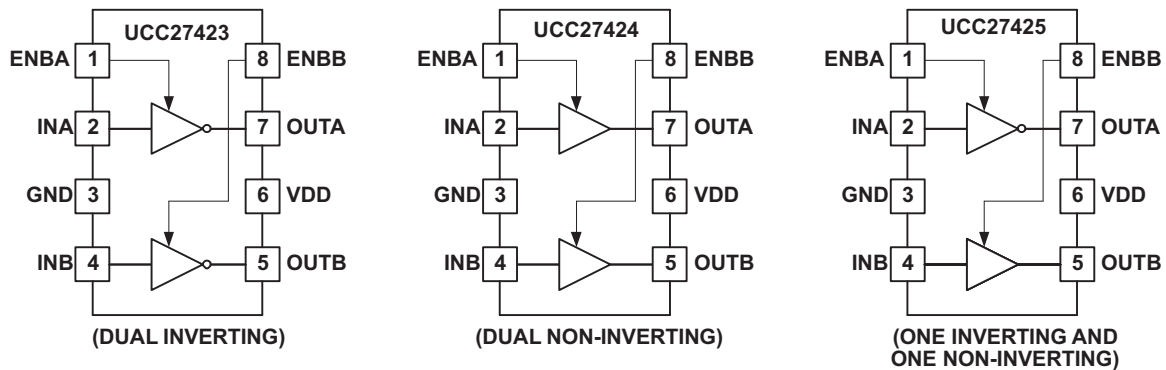 UCC27423
ENBA 1 8 ENBB
INA 2 7 OUTA
GND 3 6 VDD
INB 4 5 OUTB
(DUAL INVERTING)
UCC27424
ENBA 1 8 ENBB
INA 2 7 OUTA
GND 3 6 VDD
INB 4 5 OUTB
(DUAL NON-INVERTING)
UCC27425
ENBA 1 8 ENBB
INA 2 7 OUTA
GND 3 6 VDD
INB 4 5 OUTB
(ONE INVERTING AND
ONE NON-INVERTING)